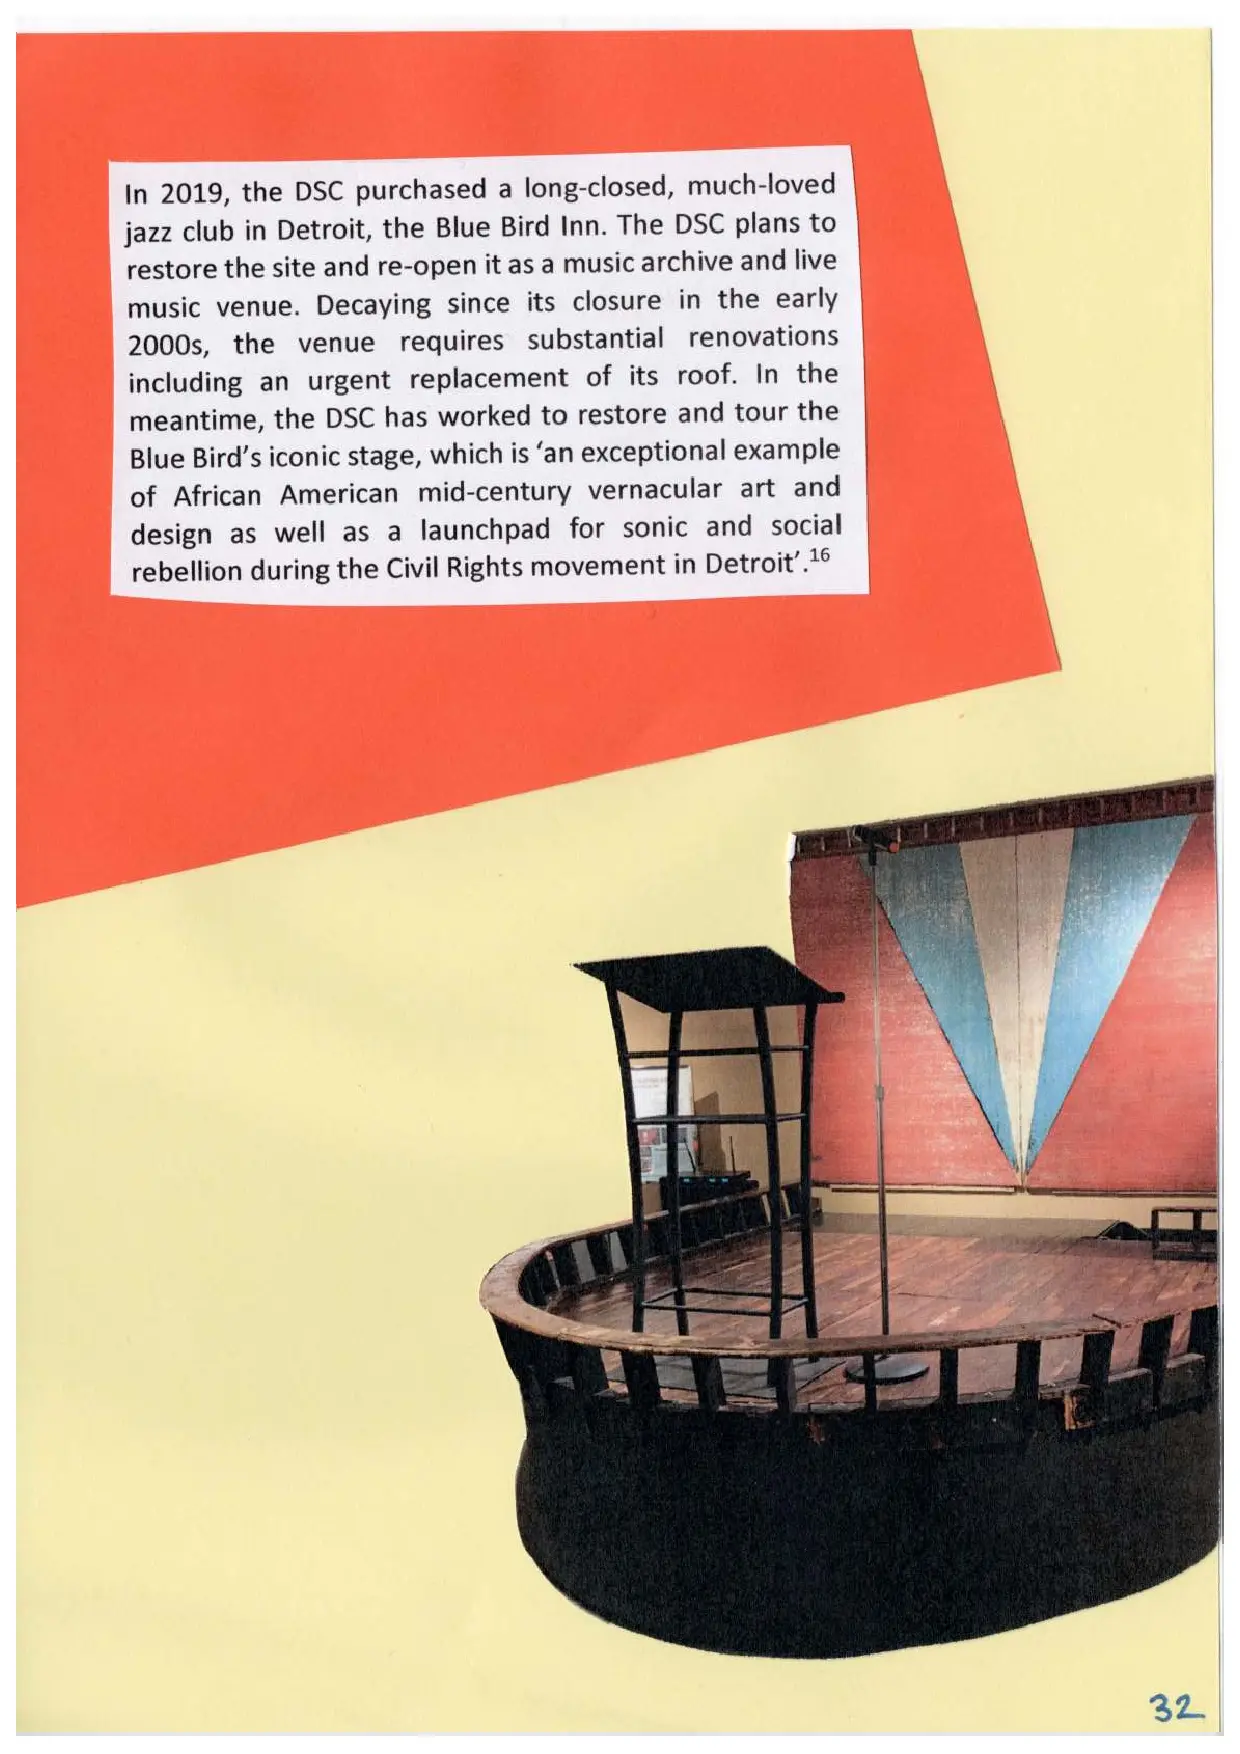 In 2019, the DSC purchased a long-closed, much-loved
jazz club in Detroit, the Blue Bird Inn. The DSC plans to
restore the site and re-open it as a music archive and live
music venue. Decaying since its closure in the early
2000s, the venue requires substantial renovations
including an urgent replacement of its roof. In the
meantime, the DSC has worked to restore and tour the
Blue Bird's iconic stage, which is ‘an exceptional example
of African American mid-century vernacular art and
design as well as a launchpad for sonic and social
rebellion during the Civil Rights movement in Detroit’.¹⁶
32